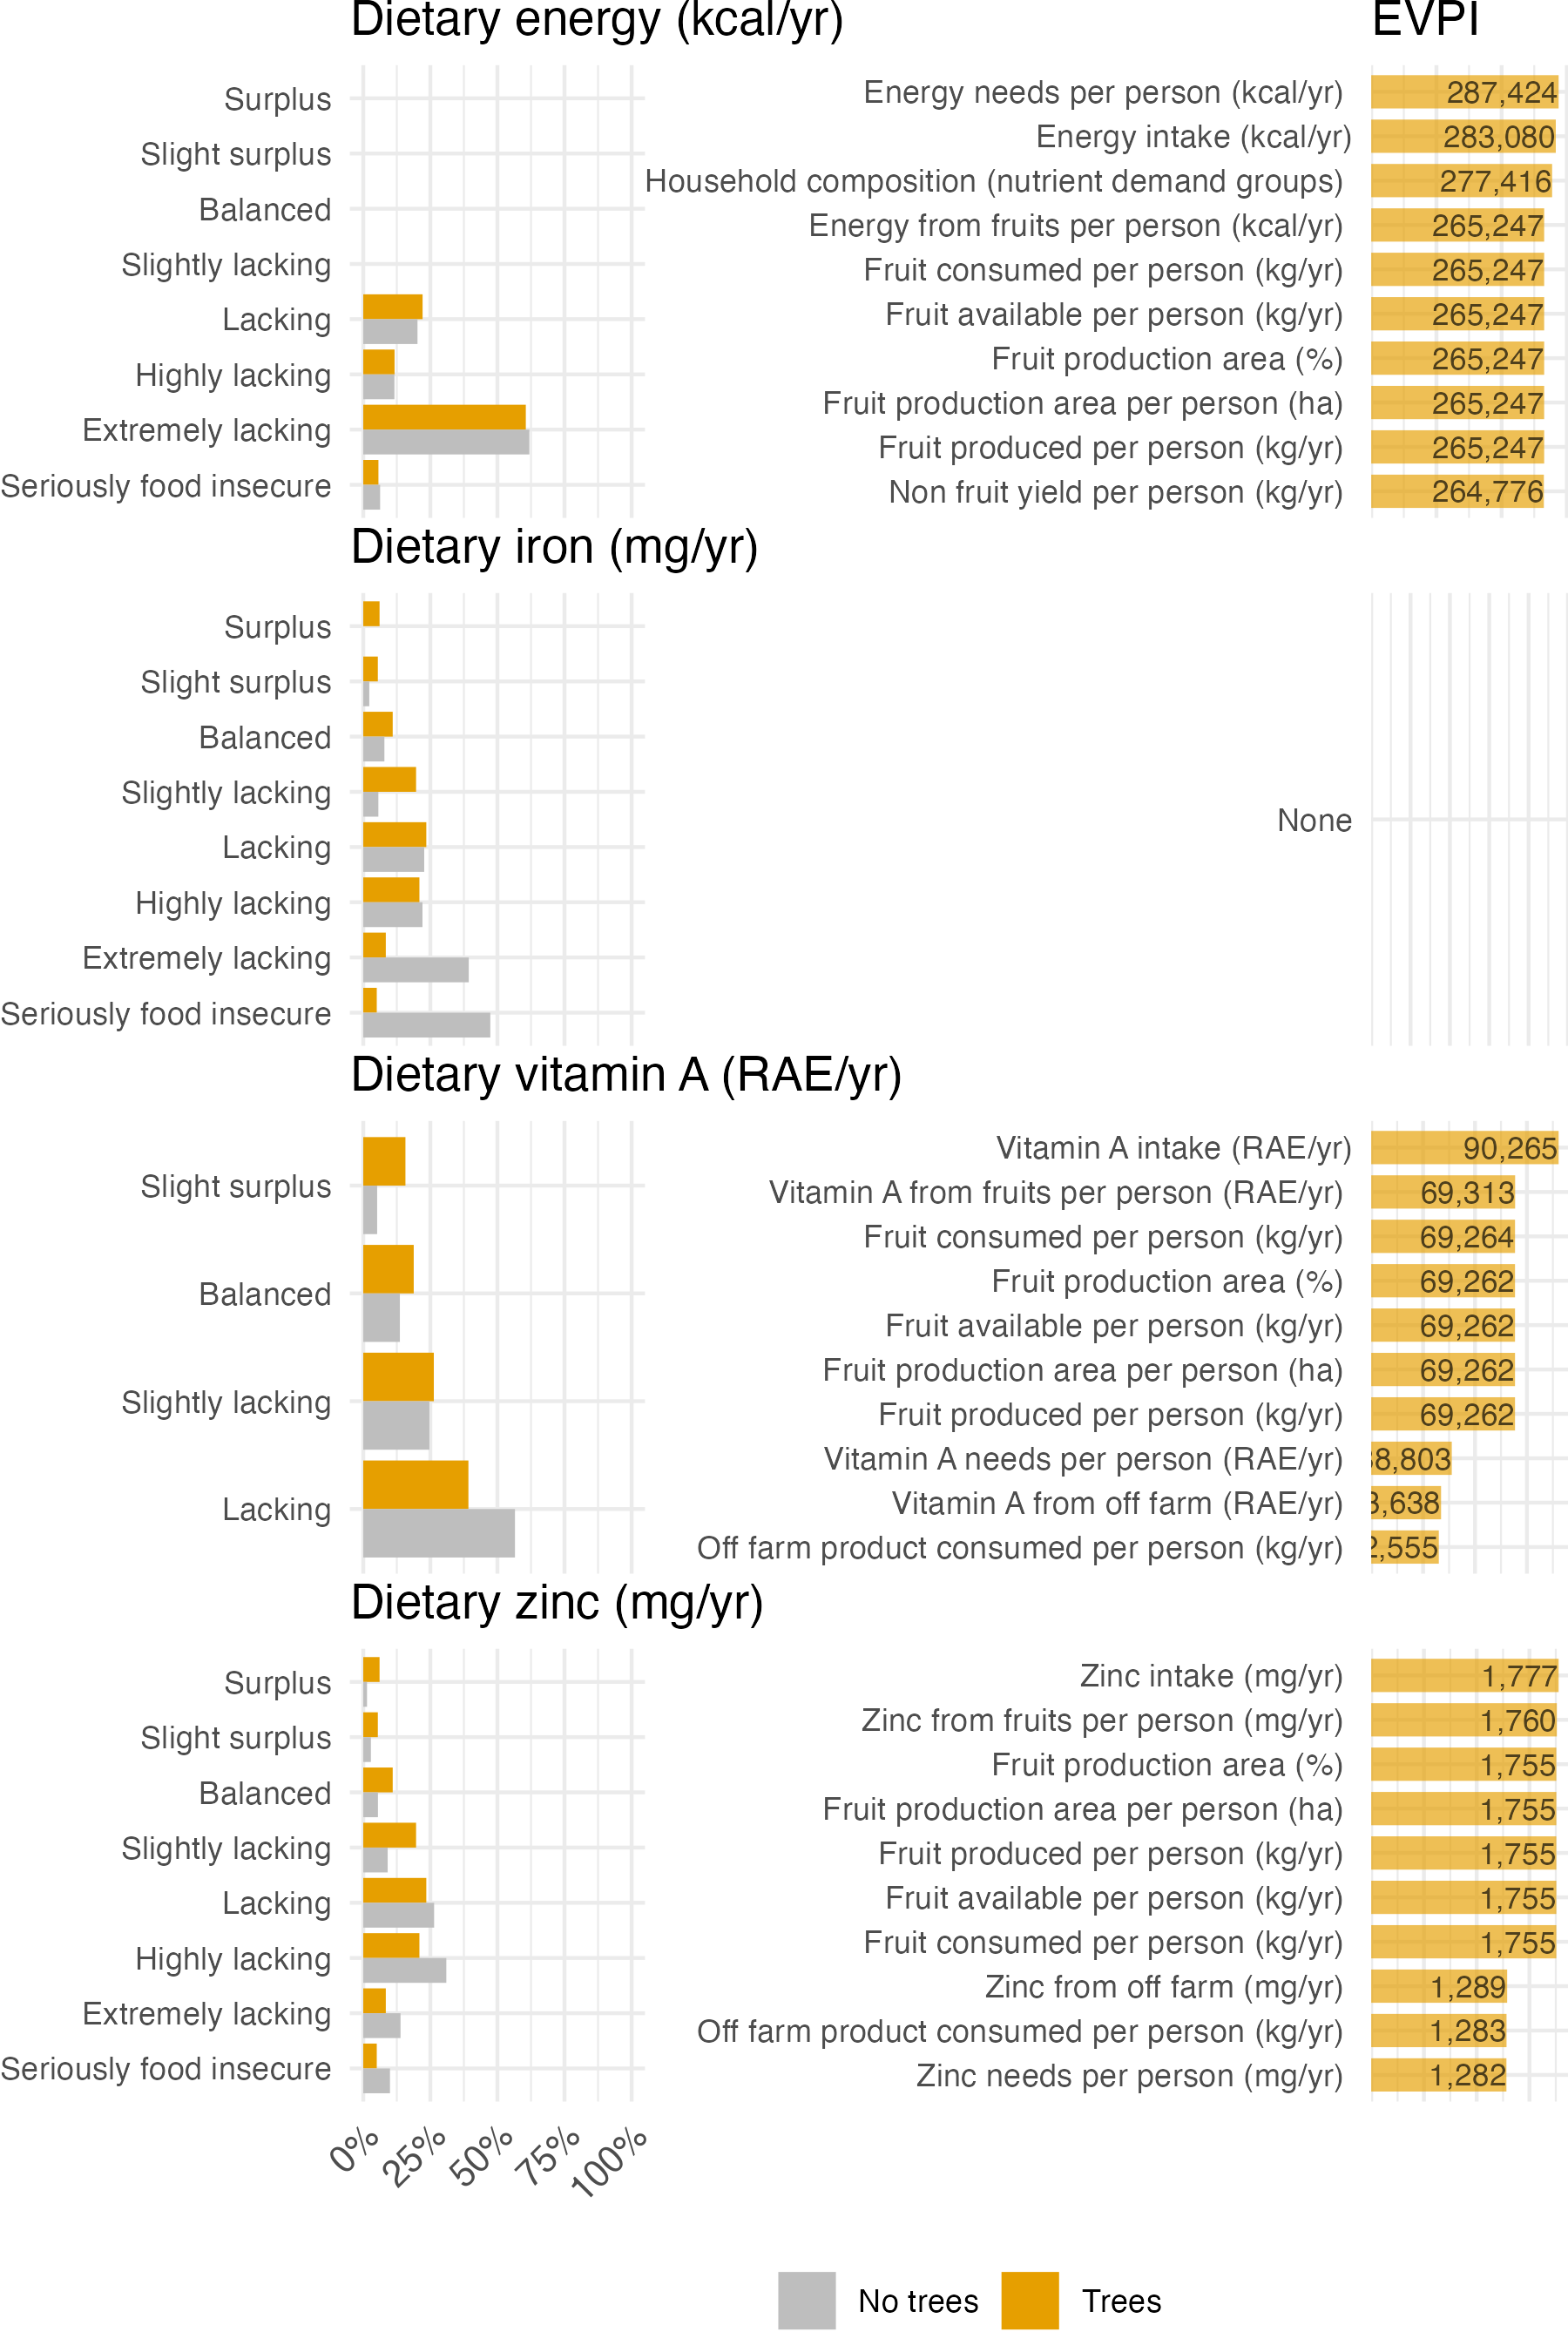 Dietary energy (kcal/yr)
EVPI
Surplus
Slight surplus
Balanced
Slightly lacking
Lacking
Highly lacking
Extremely lacking
Seriously food insecure
Energy needs per person (kcal/yr) 287,424
Energy intake (kcal/yr) 283,080
Household composition (nutrient demand groups) 277,416
Energy from fruits per person (kcal/yr) 265,247
Fruit consumed per person (kg/yr) 265,247
Fruit available per person (kg/yr) 265,247
Fruit production area (%) 265,247
Fruit production area per person (ha) 265,247
Fruit produced per person (kg/yr) 265,247
Non fruit yield per person (kg/yr) 264,776
Dietary iron (mg/yr)
Surplus
Slight surplus
Balanced
Slightly lacking
Lacking
Highly lacking
Extremely lacking
Seriously food insecure
None
Dietary vitamin A (RAE/yr)
Slight surplus
Balanced
Slightly lacking
Lacking
Vitamin A intake (RAE/yr) 90,265
Vitamin A from fruits per person (RAE/yr) 69,313
Fruit consumed per person (kg/yr) 69,264
Fruit production area (%) 69,262
Fruit available per person (kg/yr) 69,262
Fruit production area per person (ha) 69,262
Fruit produced per person (kg/yr) 69,262
Vitamin A needs per person (RAE/yr)
Vitamin A from off farm (RAE/yr)
Off farm product consumed per person (kg/yr)
Dietary zinc (mg/yr)
Surplus
Slight surplus
Balanced
Slightly lacking
Lacking
Highly lacking
Extremely lacking
Seriously food insecure
Zinc intake (mg/yr) 1,777
Zinc from fruits per person (mg/yr) 1,760
Fruit production area (%) 1,755
Fruit production area per person (ha) 1,755
Fruit produced per person (kg/yr) 1,755
Fruit available per person (kg/yr) 1,755
Fruit consumed per person (kg/yr) 1,755
Zinc from off farm (mg/yr) 1,289
Off farm product consumed per person (kg/yr) 1,283
Zinc needs per person (mg/yr) 1,282
0% 25% 50% 75% 100%
No trees Trees